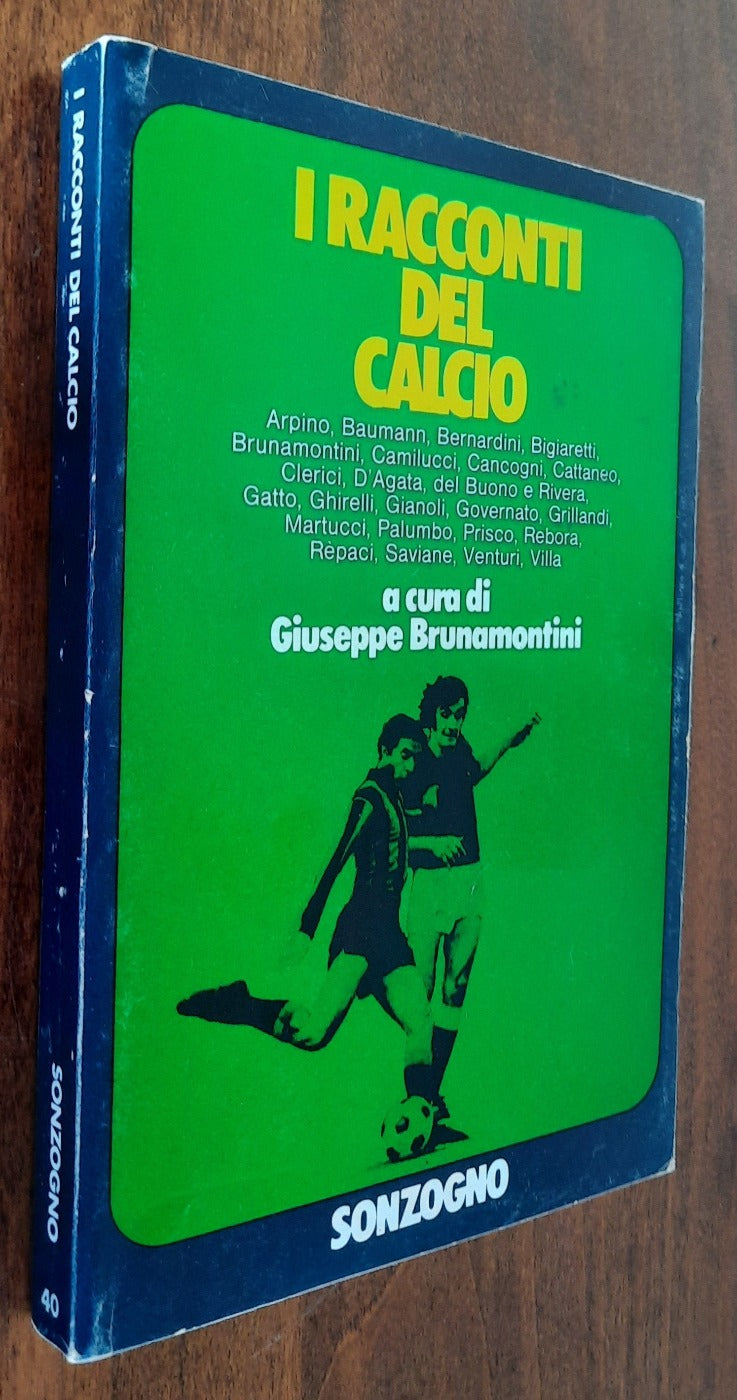 I RACCONTI DEL CALCIO
SONZOGNO
40
I RACCONTI
DEL
CALCIO
Arpino, Baumann, Bernardini, Bigiaretti,
Brunamontini, Camilucci, Cancogni, Cattaneo,
Clerici, D'Agata, del Buono e Rivera,
Gatto, Ghirelli, Gianoli, Governato, Grillandi,
Martucci, Palumbo, Prisco, Rebora,
Rèpaci, Saviane, Venturi, Villa
a cura di
Giuseppe Brunamontini
SONZOGNO